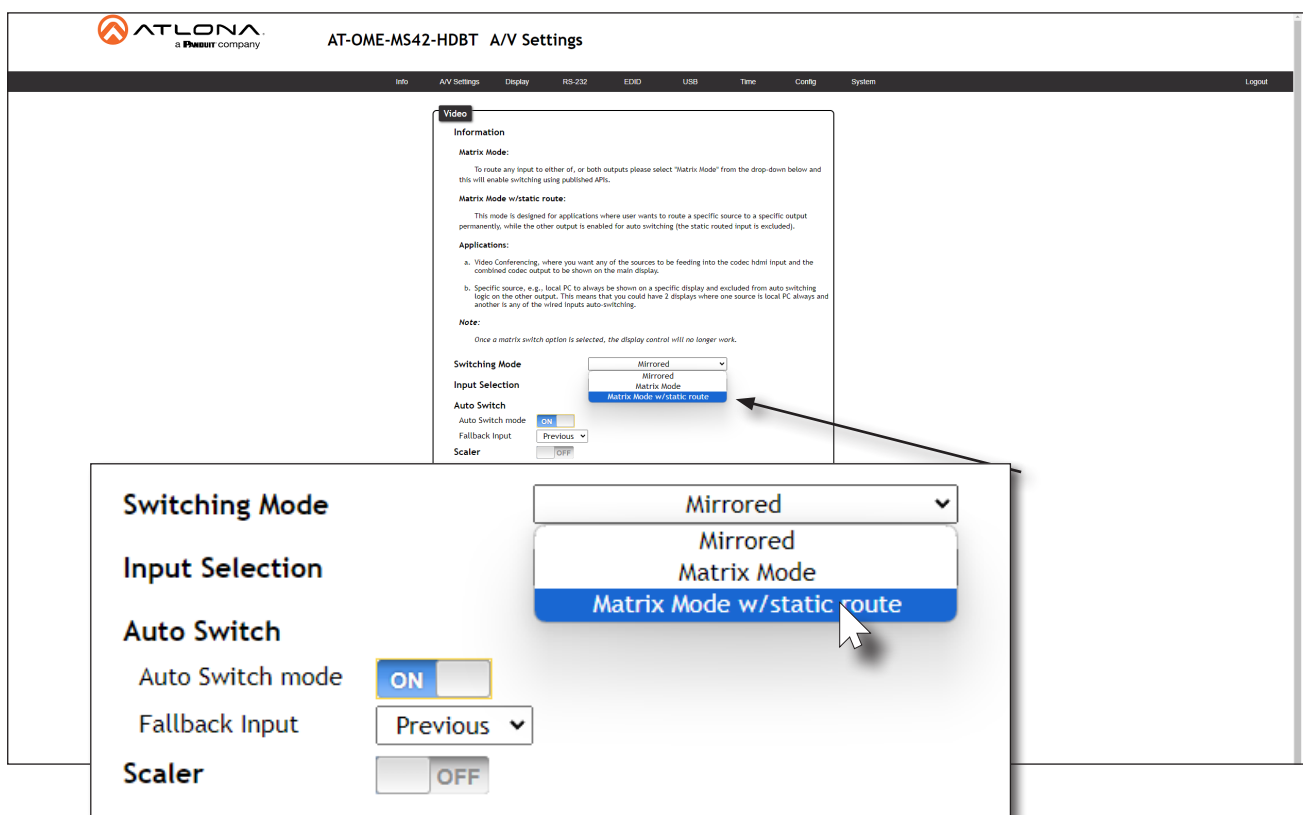 ATLONA.
a PANDUIT company
AT-OME-MS42-HDBT A/V Settings
Info A/V Settings Display RS-232 EDID USB Time Config System Logout
Video
Information
Matrix Mode:
To route any input to either of, or both outputs please select "Matrix Mode" from the drop-down below and
this will enable switching using published APIs.
Matrix Mode w/static route:
This mode is designed for applications where user wants to route a specific source to a specific output
permanently, while the other output is enabled for auto switching (the static routed input is excluded).
Applications:
a. Video Conferencing, where you want any of the sources to be feeding into the codec hdmi input and the
combined codec output to be shown on the main display.
b. Specific source, e.g., local PC to always be shown on a specific display and excluded from auto switching
logic on the other output. This means that you could have 2 displays where one source is local PC always and
another is any of the wired inputs auto-switching.
Note:
Once a matrix switch option is selected, the display control will no longer work.
Switching Mode Mirrored
Mirrored
Input Selection Matrix Mode
Matrix Mode w/static route
Auto Switch
Auto Switch mode ON
Fallback Input Previous
Scaler OFF
Switching Mode Mirrored
Mirrored
Input Selection Matrix Mode
Matrix Mode w/static route
Auto Switch
Auto Switch mode ON
Fallback Input Previous
Scaler OFF